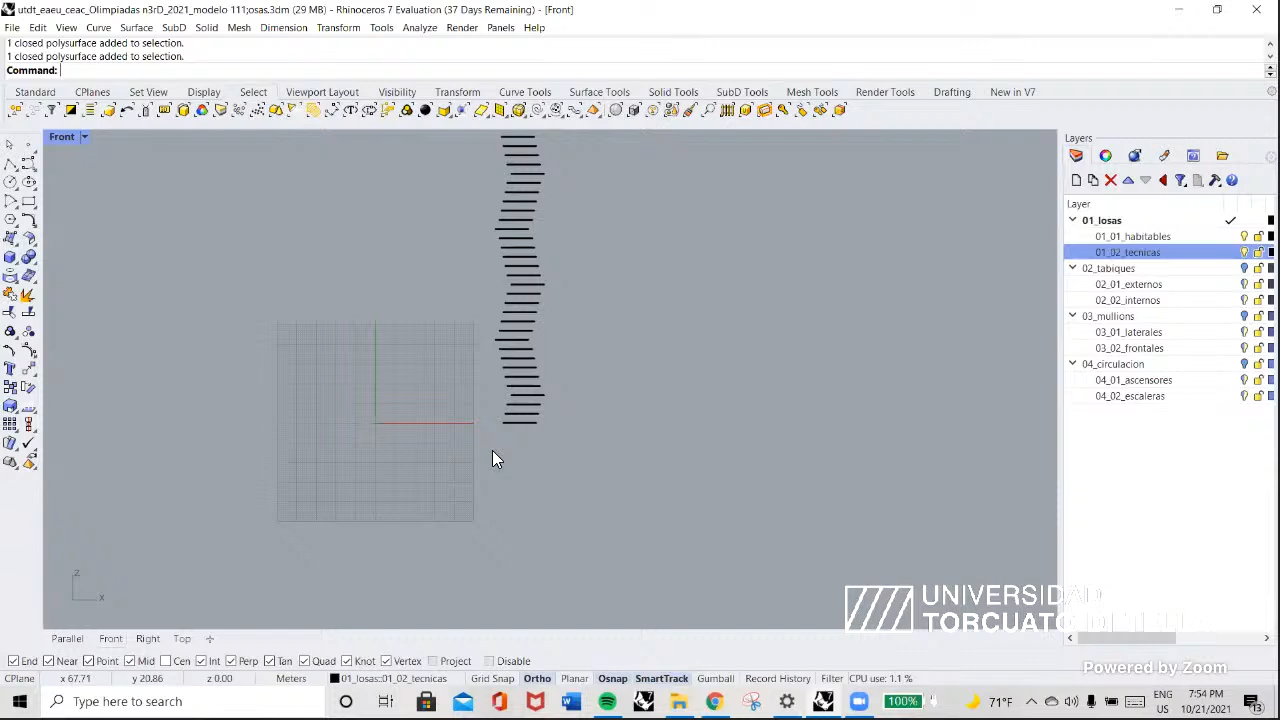 utdt_eaeu_ceac_Olimpiadas n3rD_2021_modelo 111;osas.3dm (29 MB) - Rhinoceros 7 Evaluation (37 Days Remaining) - [Front]
File Edit View Curve Surface SubD Solid Mesh Dimension Transform Tools Analyze Render Panels Help
1 closed polysurface added to selection.
1 closed polysurface added to selection.
Command:
Standard CPlanes Set View Display Select Viewport Layout Visibility Transform Curve Tools Surface Tools Solid Tools SubD Tools Mesh Tools Render Tools Drafting New in V7
Front
Layers
Layer
01_losas
01_01_habitables
01_02_tecnicas
02_tabiques
02_01_externos
02_02_internos
03_mullions
03_01_laterales
03_02_frontales
04_circulacion
04_01_ascensores
04_02_escaleras
z
x
UNIVERSIDAD
TORCUATO DI TELLA
Powered by Zoom
Parallel Front Right Top
End Near Point Mid Cen Int Perp Tan Quad Knot Vertex Project Disable
CPlane x 67.71 y 20.86 z 0.00 Meters 01_losas::01_02_tecnicas Grid Snap Ortho Planar Osnap SmartTrack Gumball Record History Filter CPU use: 1.1 %
Type here to search
100%
71°F
ENG
US
7:54 PM
10/21/2021
13